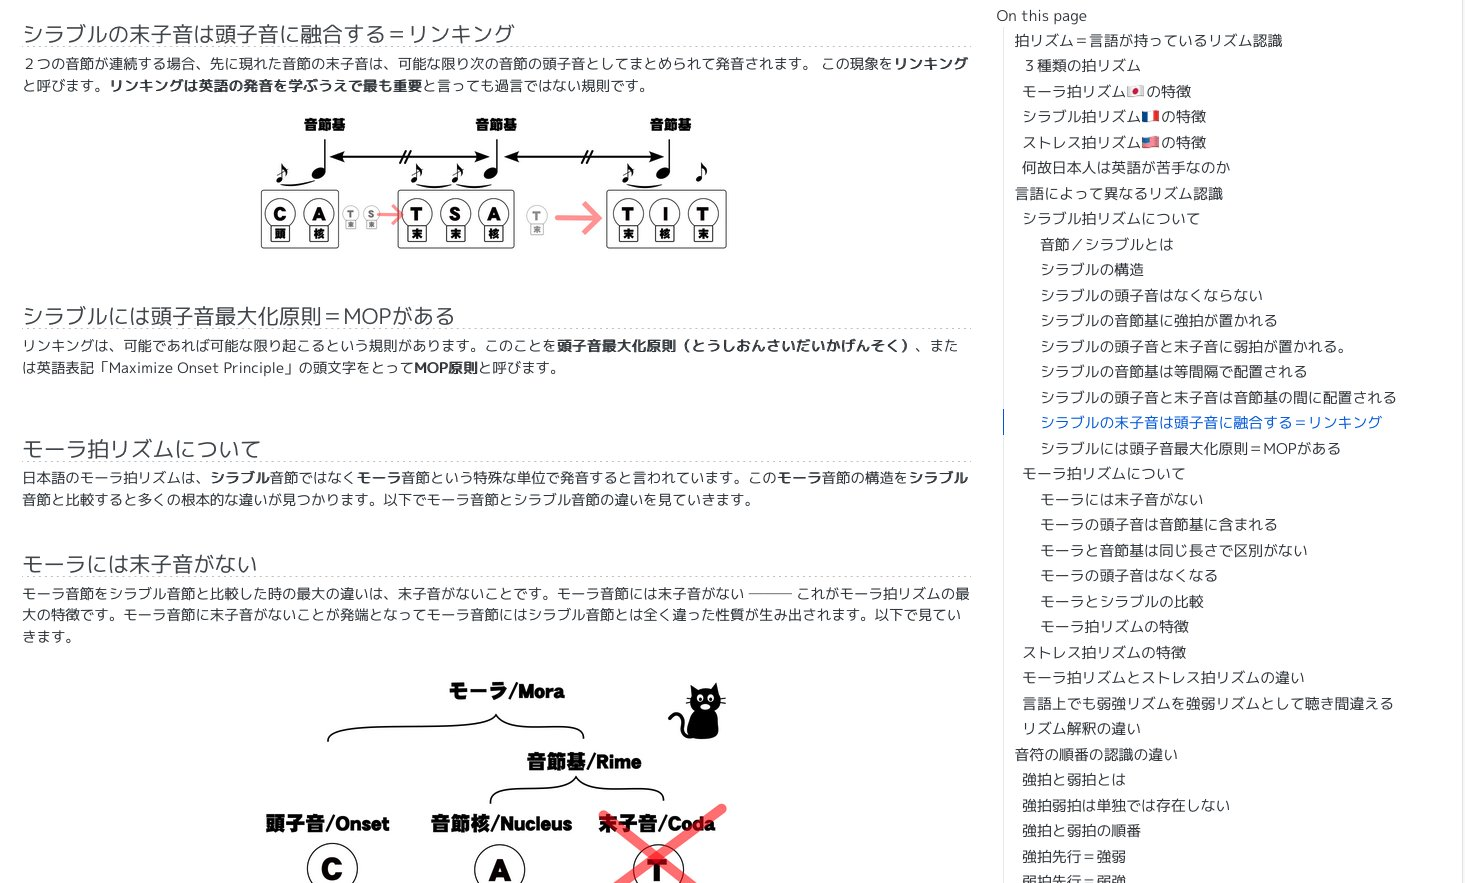 シラブルの末子音は頭子音に融合する＝リンキング
２つの音節が連続する場合、先に現れた音節の末子音は、可能な限り次の音節の頭子音としてまとめられて発音されます。 この現象をリンキング
と呼びます。リンキングは英語の発音を学ぶうえで最も重要と言っても過言ではない規則です。
音節基 音節基 音節基
C A T S T S A T T I T
頭 核 末 末 末 末 核 末 末 核 末
シラブルには頭子音最大化原則＝MOPがある
リンキングは、可能であれば可能な限り起こるという規則があります。このことを頭子音最大化原則（とうしおんさいだいかげんそく）、また
は英語表記「Maximize Onset Principle」の頭文字をとってMOP原則と呼びます。
モーラ拍リズムについて
日本語のモーラ拍リズムは、シラブル音節ではなくモーラ音節という特殊な単位で発音すると言われています。このモーラ音節の構造をシラブル
音節と比較すると多くの根本的な違いが見つかります。以下でモーラ音節とシラブル音節の違いを見ていきます。
モーラには末子音がない
モーラ音節をシラブル音節と比較した時の最大の違いは、末子音がないことです。モーラ音節には末子音がない ――― これがモーラ拍リズムの最
大の特徴です。モーラ音節に末子音がないことが発端となってモーラ音節にはシラブル音節とは全く違った性質が生み出されます。以下で見てい
きます。
モーラ/Mora
音節基/Rime
頭子音/Onset 音節核/Nucleus 末子音/Coda
C A T
On this page
拍リズム＝言語が持っているリズム認識
３種類の拍リズム
モーラ拍リズム🇯🇵の特徴
シラブル拍リズム🇫🇷の特徴
ストレス拍リズム🇺🇸の特徴
何故日本人は英語が苦手なのか
言語によって異なるリズム認識
シラブル拍リズムについて
音節／シラブルとは
シラブルの構造
シラブルの頭子音はなくならない
シラブルの音節基に強拍が置かれる
シラブルの頭子音と末子音に弱拍が置かれる。
シラブルの音節基は等間隔で配置される
シラブルの頭子音と末子音は音節基の間に配置される
シラブルの末子音は頭子音に融合する＝リンキング
シラブルには頭子音最大化原則＝MOPがある
モーラ拍リズムについて
モーラには末子音がない
モーラの頭子音は音節基に含まれる
モーラと音節基は同じ長さで区別がない
モーラの頭子音はなくなる
モーラとシラブルの比較
モーラ拍リズムの特徴
ストレス拍リズムの特徴
モーラ拍リズムとストレス拍リズムの違い
言語上でも弱強リズムを強弱リズムとして聴き間違える
リズム解釈の違い
音符の順番の認識の違い
強拍と弱拍とは
強拍弱拍は単独では存在しない
強拍と弱拍の順番
強拍先行＝強弱
弱拍先行＝弱強